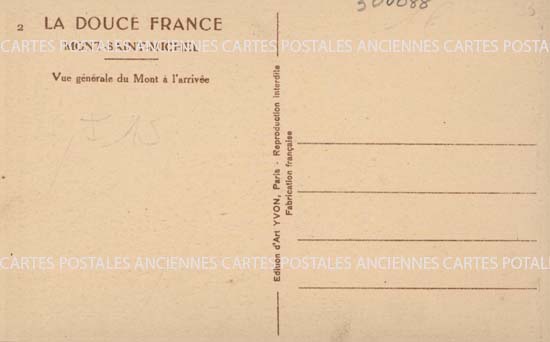 2 LA DOUCE FRANCE
CARTES POSTALES ANCIENNES CARTES POSTALES ANCIENNES CARTES POSTALES
MONT-SAINT-MICHEL
Vue générale du Mont à l'arrivée
Edition d'Art YVON, Paris - Reproduction interdite
Fabrication française
CARTES POSTALES ANCIENNES CARTES POSTALES ANCIENNES CARTES POSTALES